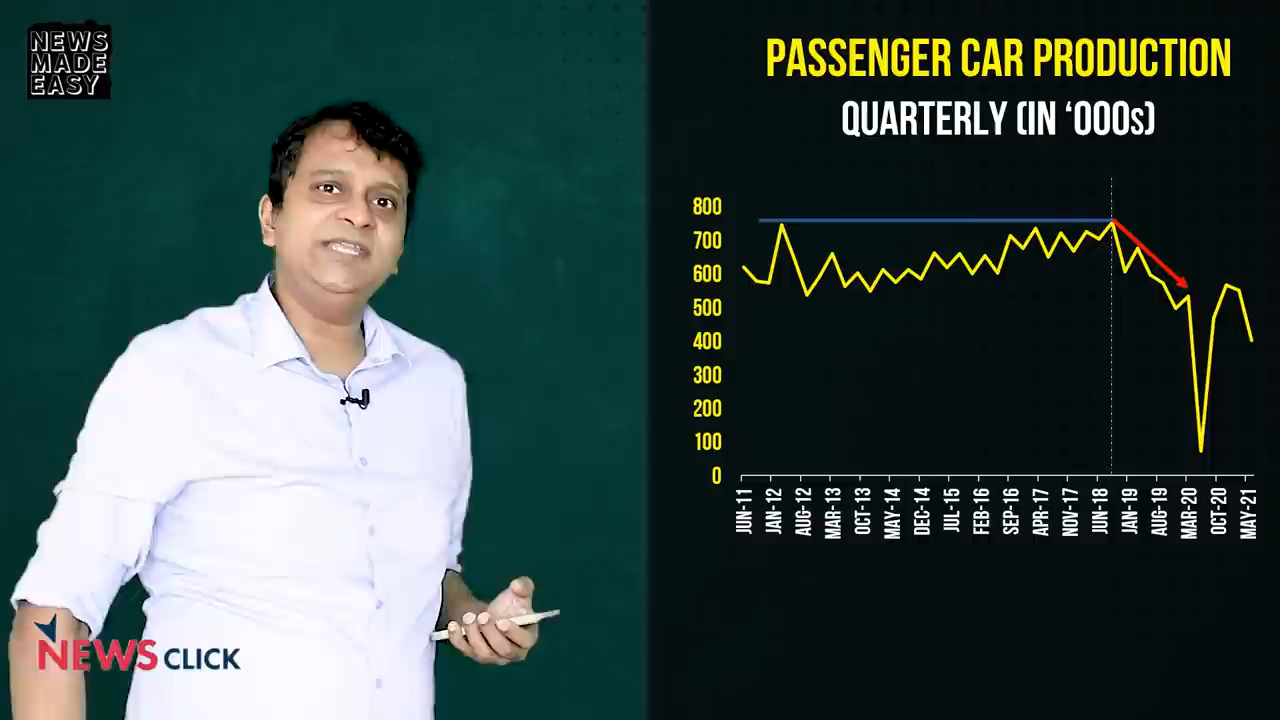 NEWS
MADE
EASY
PASSENGER CAR PRODUCTION
QUARTERLY (IN ‘000s)
800
700
600
500
400
300
200
100
0
JUN-11
JAN-12
AUG-12
MAR-13
OCT-13
MAY-14
DEC-14
JUL-15
FEB-16
SEP-16
APR-17
NOV-17
JUN-18
JAN-19
AUG-19
MAR-20
OCT-20
MAY-21
NEWSCLICK